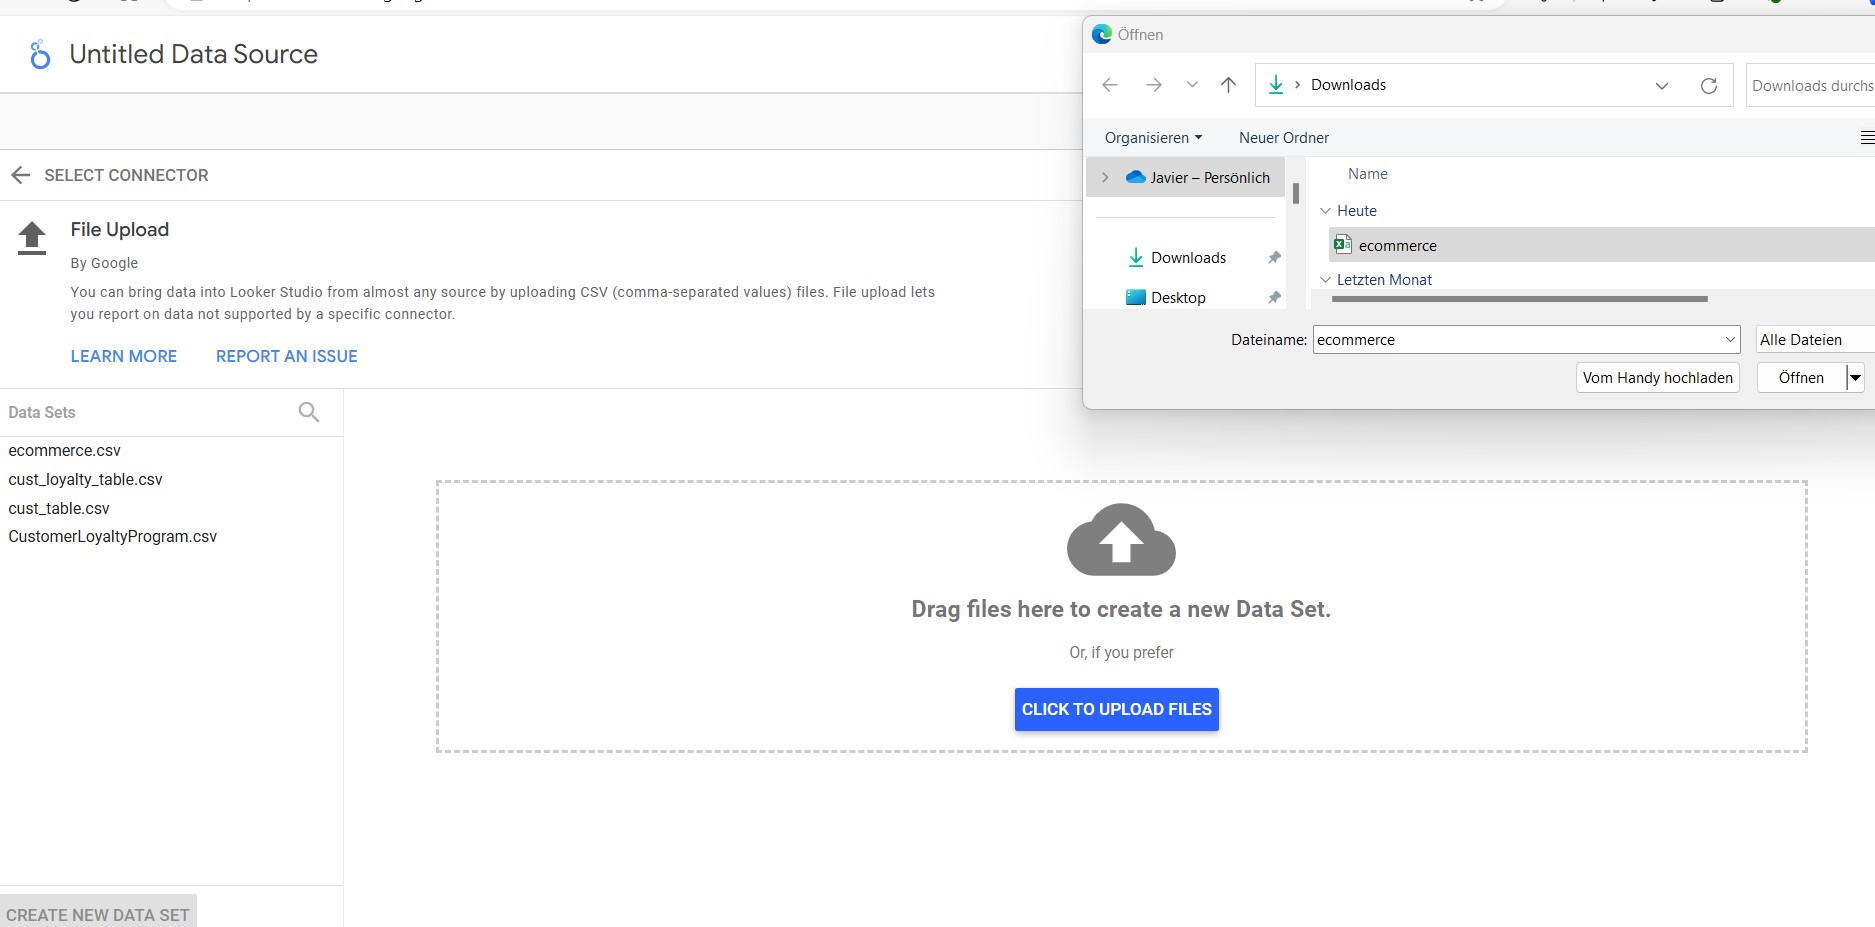 Untitled Data Source
SELECT CONNECTOR
File Upload
By Google
You can bring data into Looker Studio from almost any source by uploading CSV (comma-separated values) files. File upload lets
you report on data not supported by a specific connector.
LEARN MORE
REPORT AN ISSUE
Data Sets
ecommerce.csv
cust_loyalty_table.csv
cust_table.csv
CustomerLoyaltyProgram.csv
CREATE NEW DATA SET
Drag files here to create a new Data Set.
Or, if you prefer
CLICK TO UPLOAD FILES
Öffnen
Downloads
Downloads durchs
Organisieren
Neuer Ordner
Javier – Persönlich
Downloads
Desktop
Name
Heute
ecommerce
Letzten Monat
Dateiname:
ecommerce
Alle Dateien
Vom Handy hochladen
Öffnen